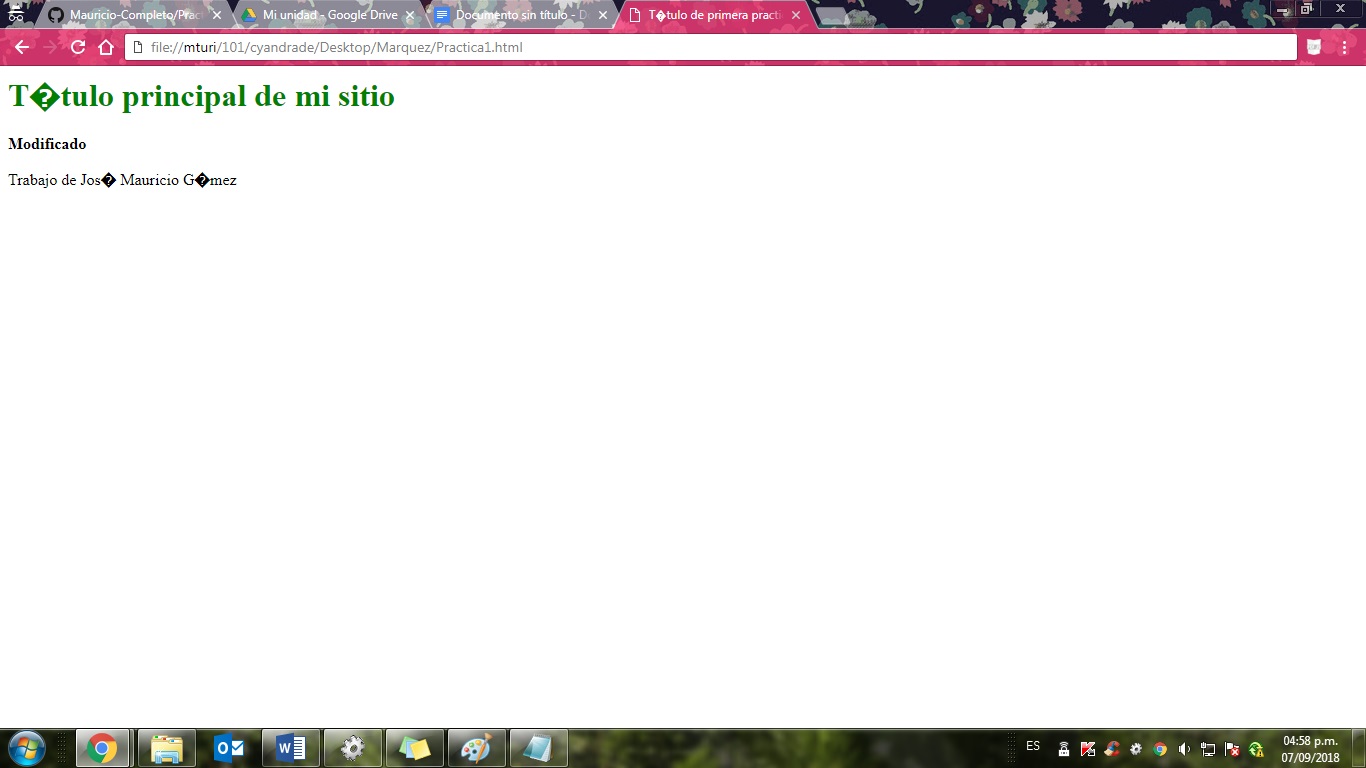 Mauricio-Completo/Prac
Mi unidad - Google Drive
Documento sin título - D
T�tulo de primera practi
file://mturi/101/cyandrade/Desktop/Marquez/Practica1.html
T�tulo principal de mi sitio
Modificado
Trabajo de Jos� Mauricio G�mez
ES
04:58 p.m.
07/09/2018